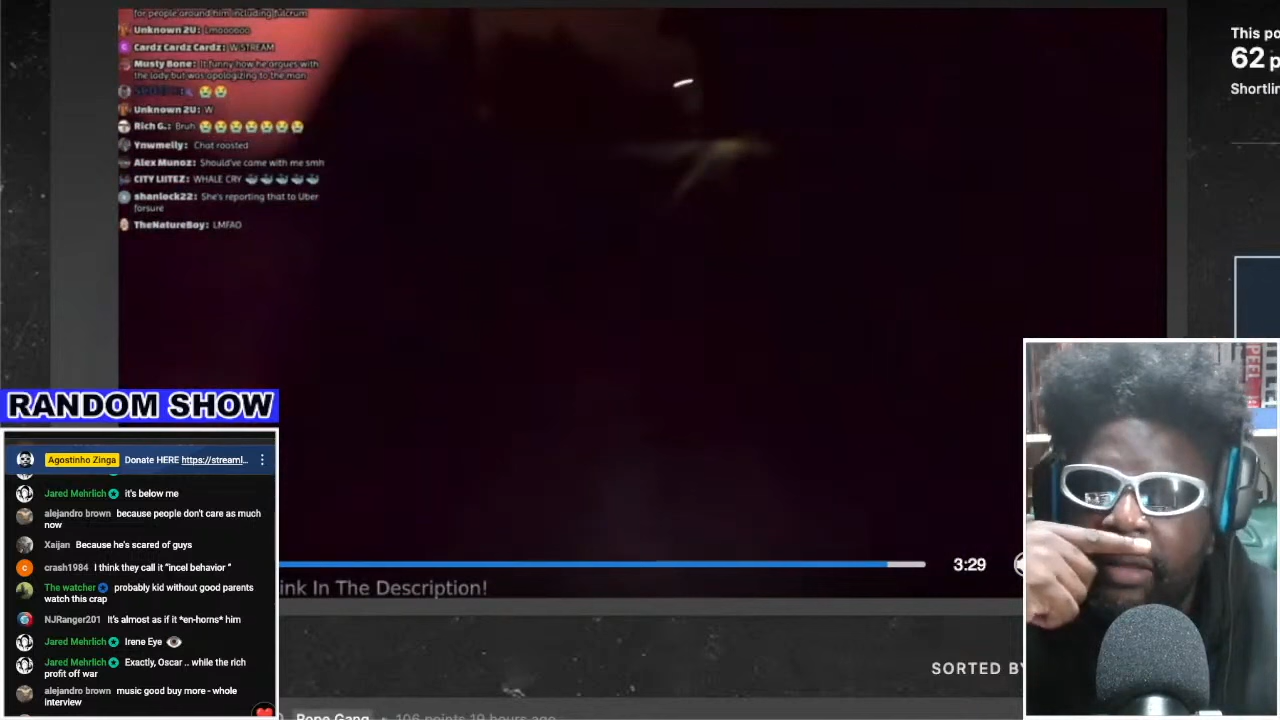 for people around him including fulcrum
Unknown 2U: Lmoooooo
Cardz Cardz Cardz: W STREAM
Musty Bone: It funny how he argues with
the lady but was apologizing to the man
😭😭
Unknown 2U: W
Rich G.: Bruh 😭😭😭😭😭😭😭
Ynwmelly: Chat roasted
Alex Munoz: Should've came with me smh
CITY LIITEZ: WHALE CRY 🐳🐳🐳🐳🐳
shanlock22: She's reporting that to Uber
forsure
TheNatureBoy: LMFAO
This po
62 p
Shortlin
RANDOM SHOW
Agostinho Zinga Donate HERE https://streaml...
Jared Mehrlich it's below me
alejandro brown because people don't care as much
now
Xaijan Because he's scared of guys
crash1984 I think they call it "incel behavior "
The watcher probably kid without good parents
watch this crap
NJRanger201 It's almost as if it *en-horns* him
Jared Mehrlich Irene Eye 👁
Jared Mehrlich Exactly, Oscar .. while the rich
profit off war
alejandro brown music good buy more - whole
interview
3:29
ink In The Description!
SORTED BY
Pope Gang 106 points 19 hours ago
PEEL